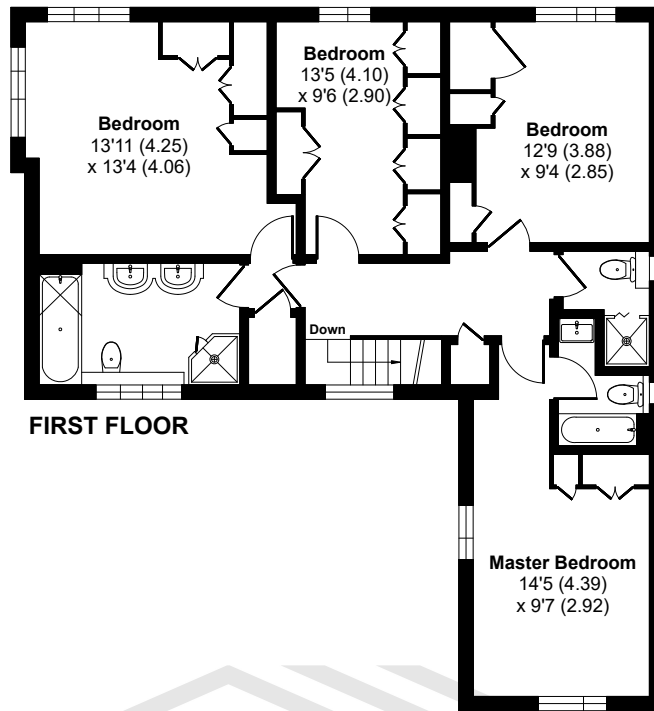 Bedroom
13'11 (4.25)
x 13'4 (4.06)
Bedroom
13'5 (4.10)
x 9'6 (2.90)
Bedroom
12'9 (3.88)
x 9'4 (2.85)
Down
FIRST FLOOR
Master Bedroom
14'5 (4.39)
x 9'7 (2.92)